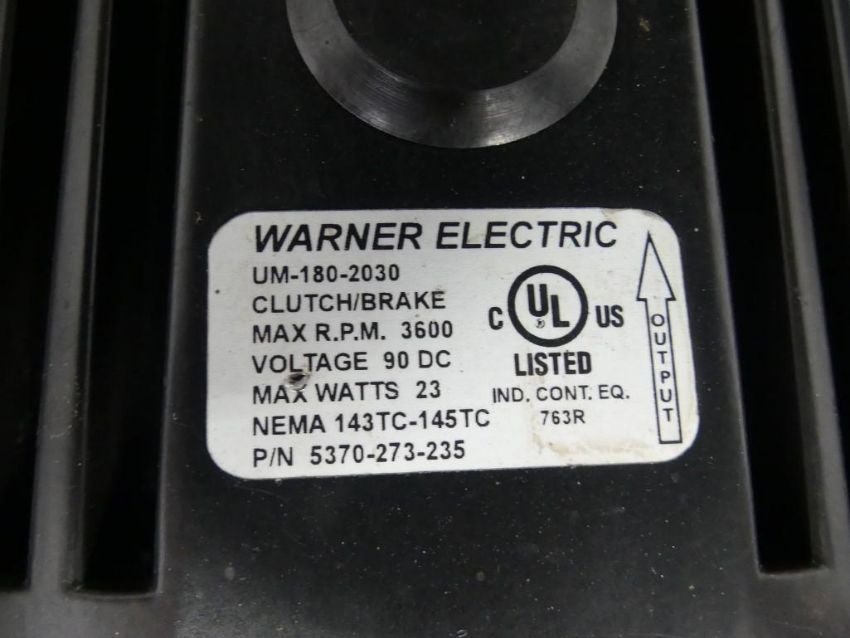 WARNER ELECTRIC
UM-180-2030
CLUTCH/BRAKE
MAX R.P.M. 3600
VOLTAGE 90 DC
MAX WATTS 23
NEMA 143TC-145TC
P/N 5370-273-235
C UL US
LISTED
IND. CONT. EQ.
763R
OUTPUT